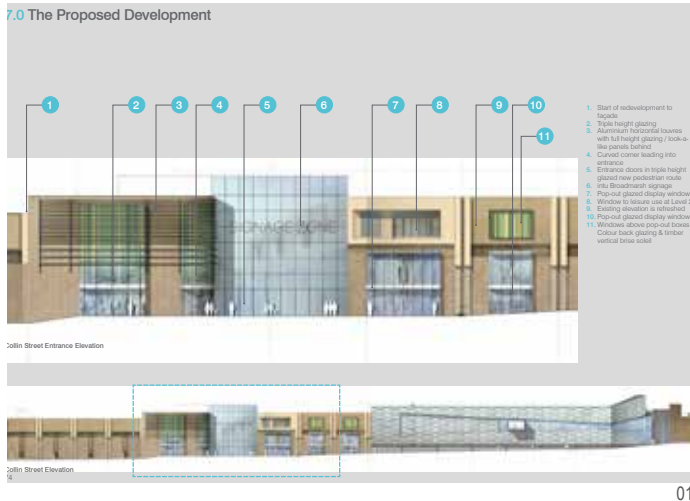 7.0 The Proposed Development
1 2 3 4 5 6 7 8 9 10
11
1. Start of redevelopment to
façade
2. Triple height glazing
3. Aluminium horizontal louvres
with full height glazing / look-a-
like panels behind
4. Curved corner leading into
entrance
5. Entrance doors in triple height
glazed new pedestrian route
6. intu Broadmarsh signage
7. Pop-out glazed display window
8. Window to leisure use at Level
9. Existing elevation is refreshed
10. Pop-out glazed display window
11. Windows above pop-out boxes
Colour back glazing & timber
vertical brise soleil
SIGNAGE ZONE
Collin Street Entrance Elevation
Collin Street Elevation
01